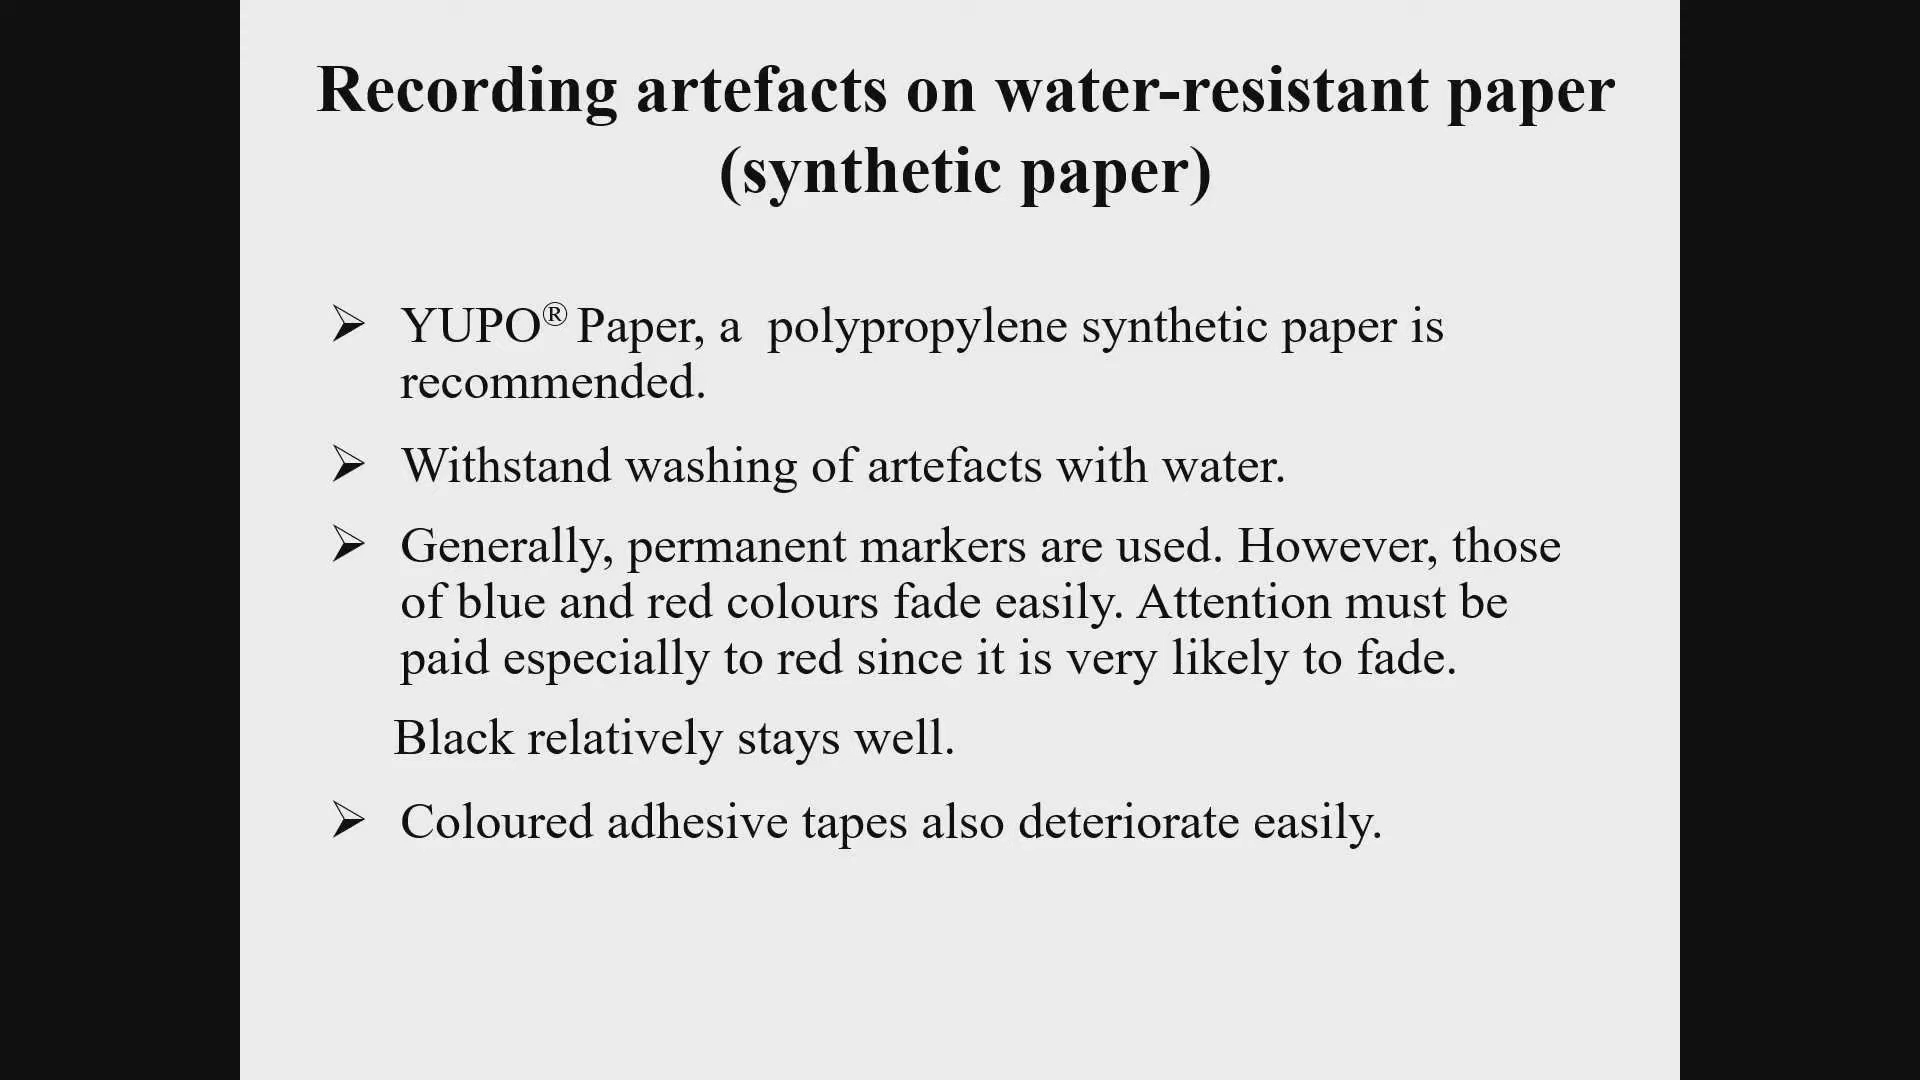 Recording artefacts on water-resistant paper
(synthetic paper)
➢ YUPO® Paper, a  polypropylene synthetic paper is
recommended.
➢ Withstand washing of artefacts with water.
➢ Generally, permanent markers are used. However, those
of blue and red colours fade easily. Attention must be
paid especially to red since it is very likely to fade.
Black relatively stays well.
➢ Coloured adhesive tapes also deteriorate easily.